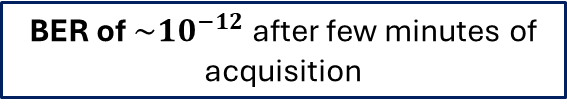 BER of ~10⁻¹² after few minutes of
acquisition